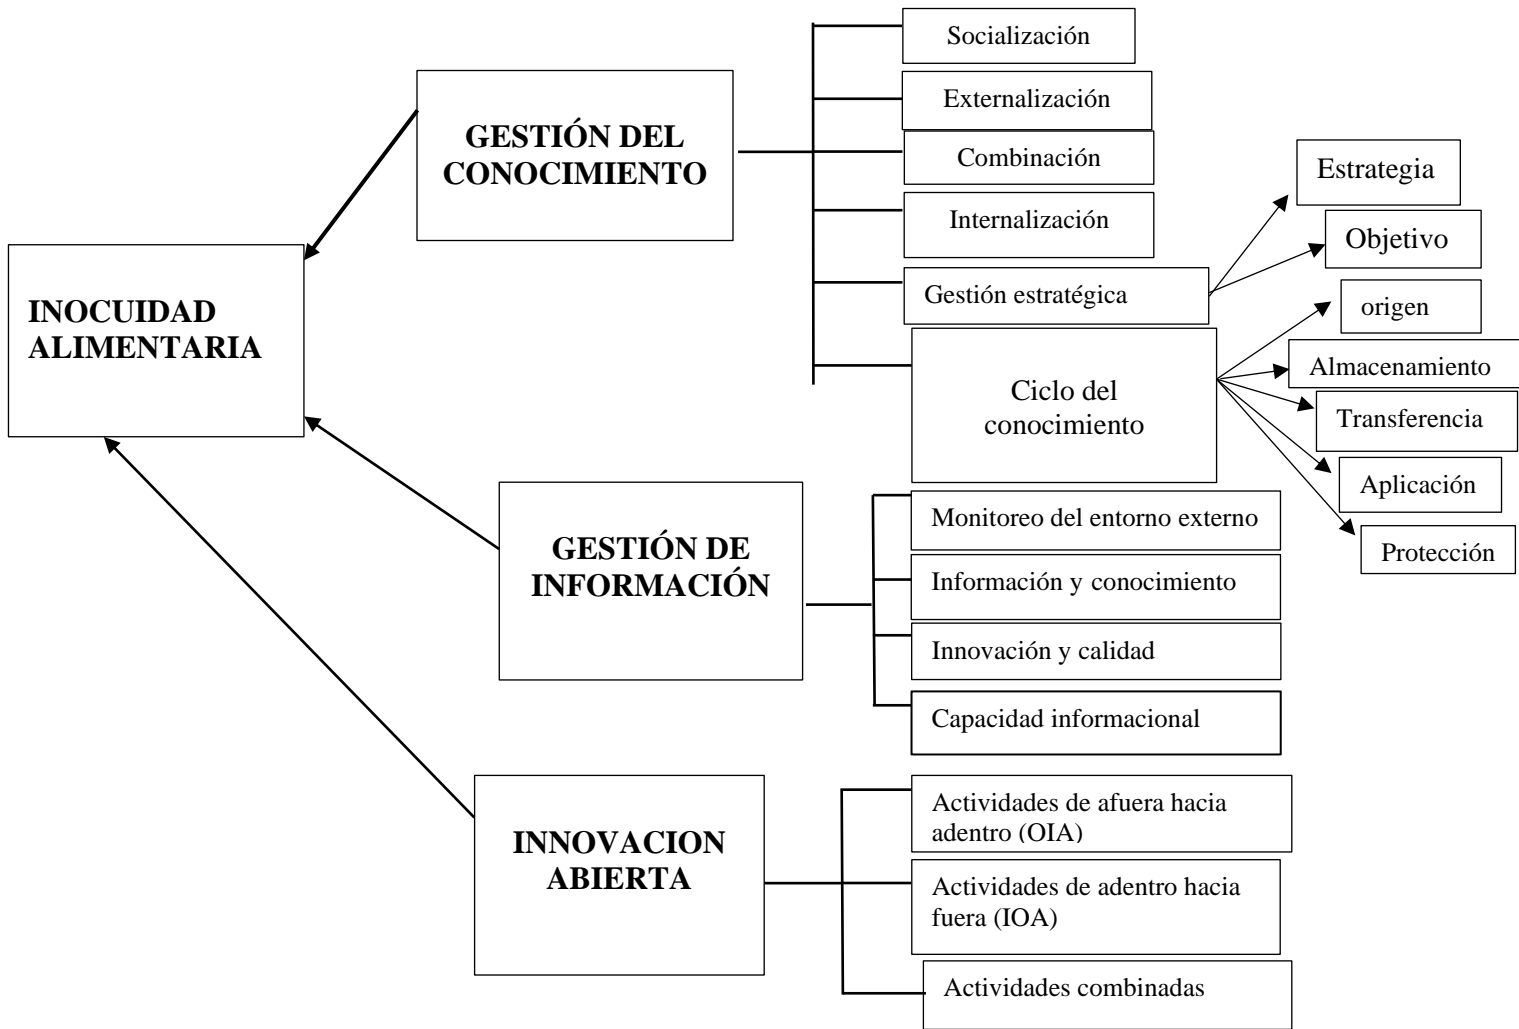 INOCUIDAD
ALIMENTARIA
GESTIÓN DEL
CONOCIMIENTO
Socialización
Externalización
Combinación
Internalización
Gestión estratégica
Estrategia
Objetivo
Ciclo del
conocimiento
origen
Almacenamiento
Transferencia
Aplicación
Protección
GESTIÓN DE
INFORMACIÓN
Monitoreo del entorno externo
Información y conocimiento
Innovación y calidad
Capacidad informacional
INNOVACION
ABIERTA
Actividades de afuera hacia
adentro (OIA)
Actividades de adentro hacia
fuera (IOA)
Actividades combinadas